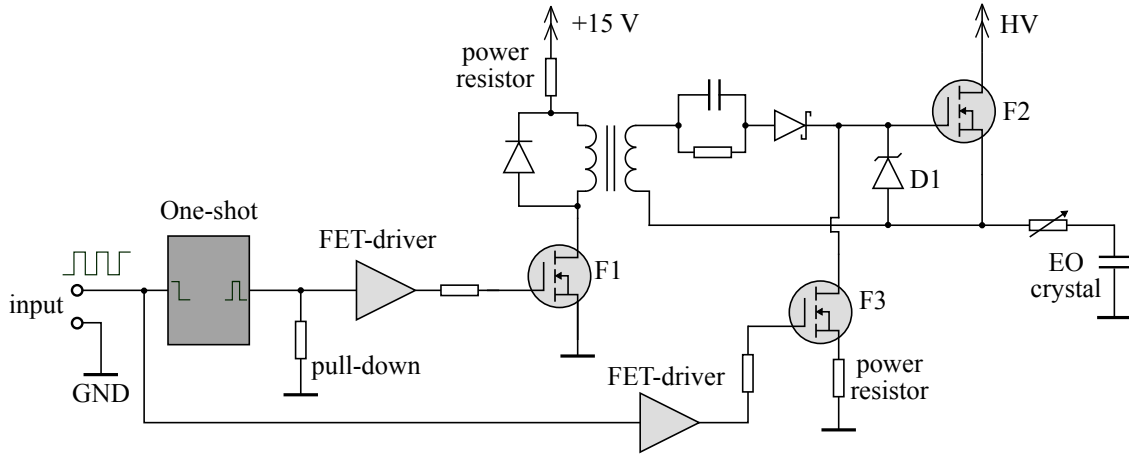 +15 V
HV
power
resistor
F2
D1
One-shot
FET-driver
F1
EO
crystal
input
F3
pull-down
GND
FET-driver
power
resistor